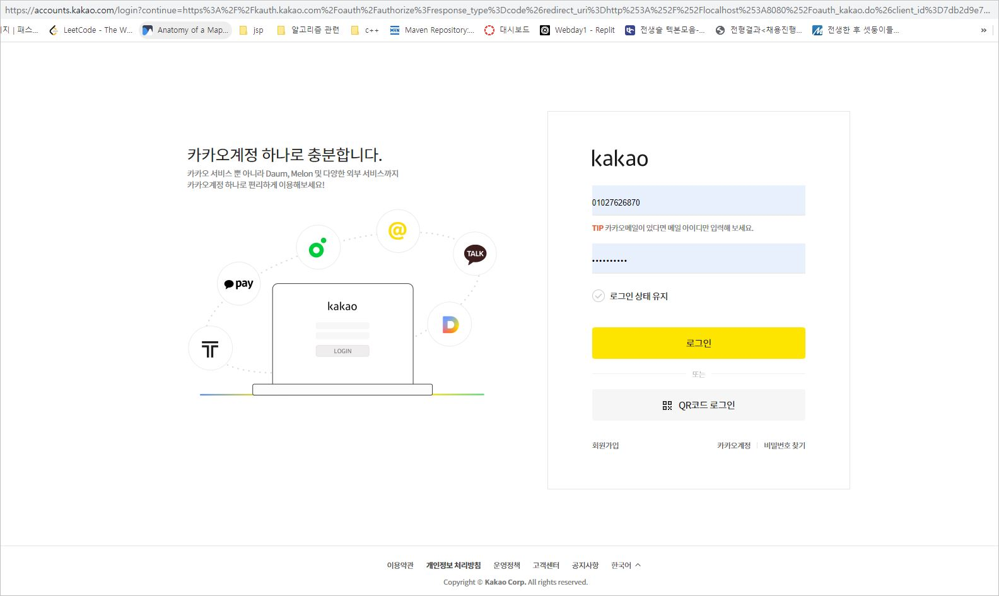 https://accounts.kakao.com/login?continue=https%3A%2F%2Fkauth.kakao.com%2Foauth%2Fauthorize%3Fresponse_type%3Dcode%26redirect_uri%3Dhttp%253A%252F%252Flocalhost%253A8080%252Foauth_kakao.do%26client_id%3D7db2d9e7...
지 | 패스... LeetCode - The W... Anatomy of a Map... jsp 알고리즘 관련 c++ Maven Repository:... 대시보드 Webday1 - Replit 전생슬 텍본모음-... 전형결과<채용진행... 전생한 후 셋둥이들... »
카카오계정 하나로 충분합니다.
카카오 서비스 뿐 아니라 Daum, Melon 및 다양한 외부 서비스까지
카카오계정 하나로 편리하게 이용해보세요!
@
TALK
pay
kakao
D
LOGIN
T
kakao
01027626870
TIP 카카오메일이 있다면 메일 아이디만 입력해 보세요.
••••••••••
로그인 상태 유지
로그인
또는
QR코드 로그인
회원가입 카카오계정 | 비밀번호 찾기
이용약관 개인정보 처리방침 운영정책 고객센터 공지사항 한국어
Copyright © Kakao Corp. All rights reserved.